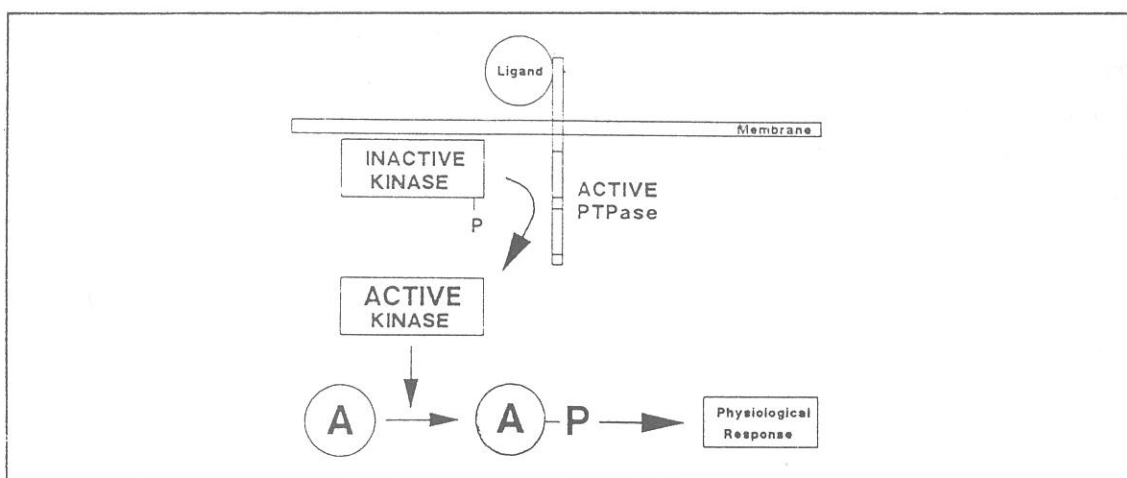 Ligand
Membrane
INACTIVE
KINASE
P
ACTIVE
PTPase
ACTIVE
KINASE
A
A-P
Physiological
Response